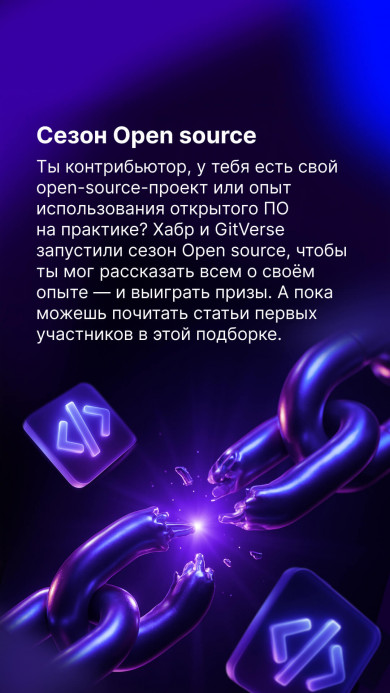 Сезон Open source
Ты контрибьютор, у тебя есть свой
open-source-проект или опыт
использования открытого ПО
на практике? Хабр и GitVerse
запустили сезон Open source, чтобы
ты мог рассказать всем о своём
опыте — и выиграть призы. А пока
можешь почитать статьи первых
участников в этой подборке.